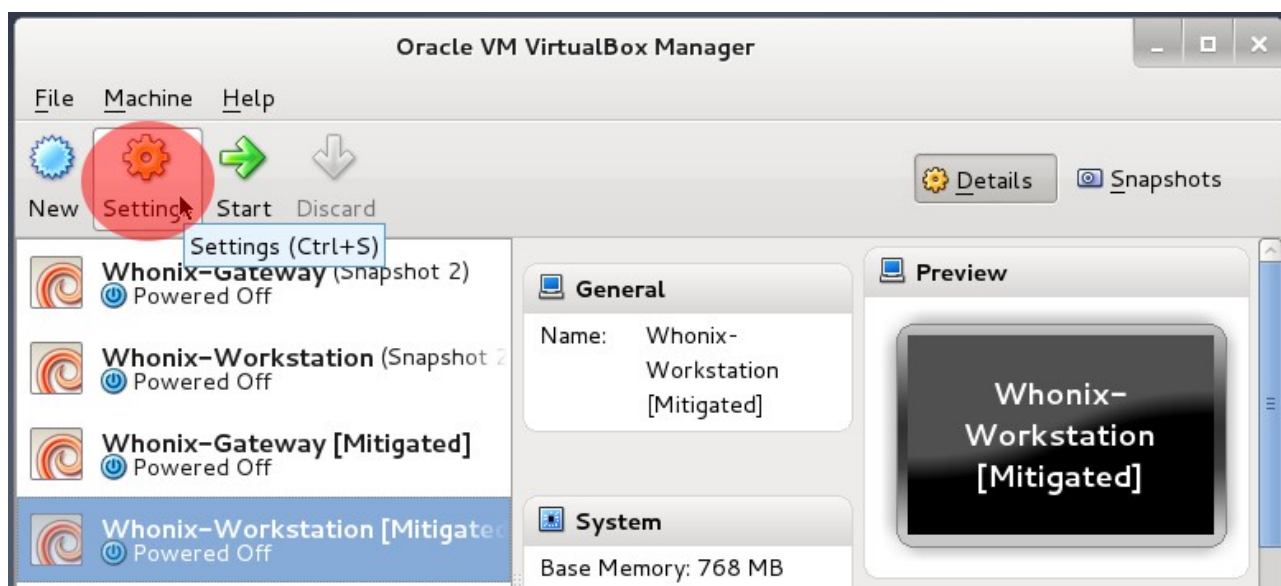 Oracle VM VirtualBox Manager
File Machine Help
New Settings Start Discard
Details Snapshots
Settings (Ctrl+S)
Whonix-Gateway (Snapshot 2)
Powered Off
Whonix-Workstation (Snapshot 2
Powered Off
Whonix-Gateway [Mitigated]
Powered Off
Whonix-Workstation [Mitigated
Powered Off
General
Name: Whonix-
Workstation
[Mitigated]
System
Base Memory: 768 MB
Preview
Whonix-
Workstation
[Mitigated]